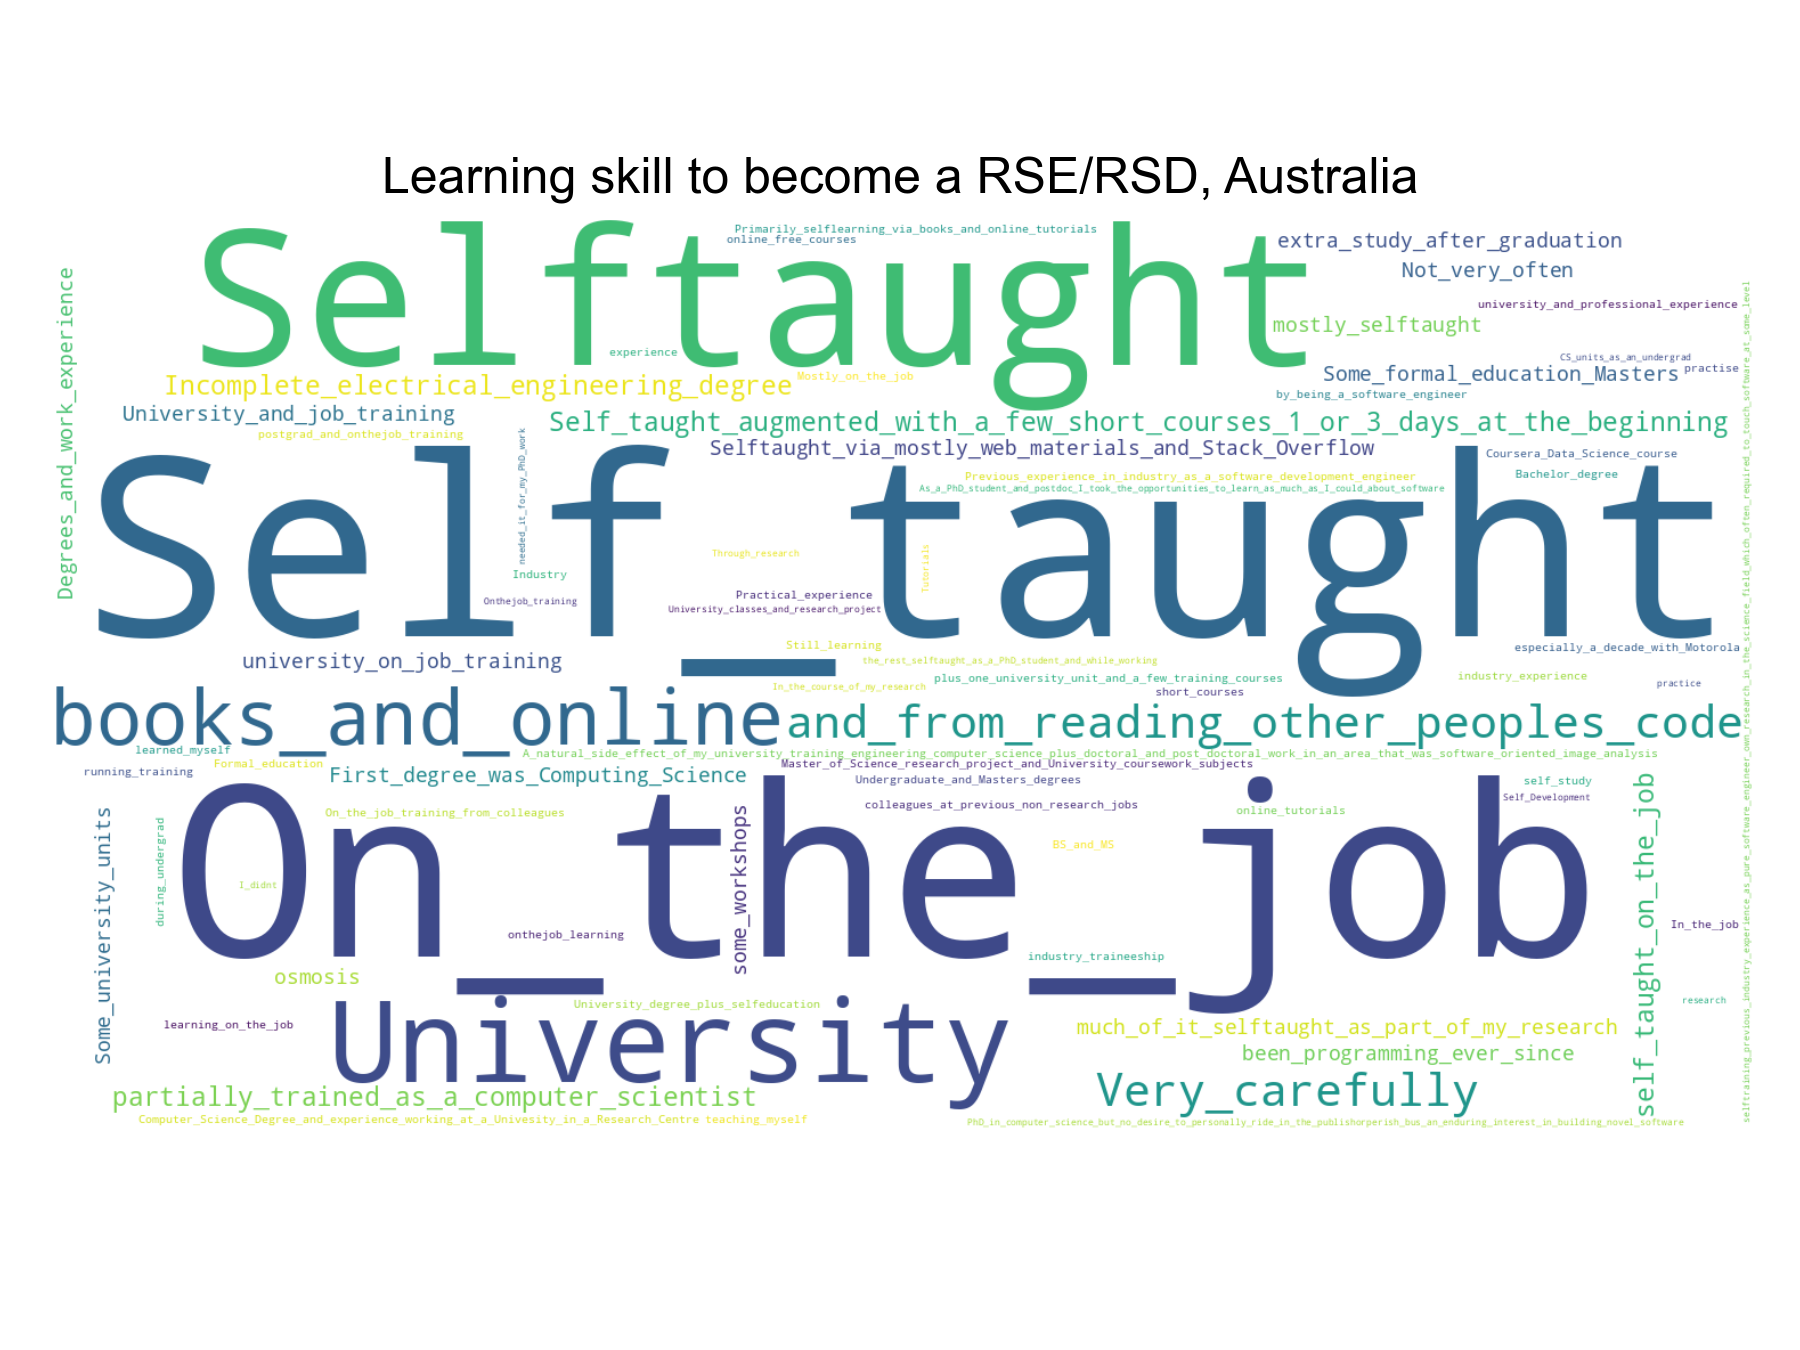 Learning skill to become a RSE/RSD, Australia
Selftaught
Primarily_selflearning_via_books_and_online_tutorials
online_free_courses
extra_study_after_graduation
Not_very_often
university_and_professional_experience
mostly_selftaught
experience
CS_units_as_an_undergrad
practise
Some_formal_education_Masters
Mostly_on_the_job
Incomplete_electrical_engineering_degree
by_being_a_software_engineer
University_and_job_training
Self_taught_augmented_with_a_few_short_courses_1_or_3_days_at_the_beginning
postgrad_and_onthejob_training
Selftaught_via_mostly_web_materials_and_Stack_Overflow
Coursera_Data_Science_course
Previous_experience_in_industry_as_a_software_development_engineer
Bachelor_degree
As_a_PhD_student_and_postdoc_I_took_the_opportunities_to_learn_as_much_as_I_could_about_software
Degrees_and_work_experience
needed_it_for_my_PhD_work
Self_taught
Through_research
Tutorials
Industry
Onthejob_training
Practical_experience
University_classes_and_research_project
Still_learning
especially_a_decade_with_Motorola
university_on_job_training
the_rest_selftaught_as_a_PhD_student_and_while_working
plus_one_university_unit_and_a_few_training_courses
industry_experience
In_the_course_of_my_research
short_courses
practice
books_and_online
and_from_reading_other_peoples_code
learned_myself
A_natural_side_effect_of_my_university_training_engineering_computer_science_plus_doctoral_and_post_doctoral_work_in_an_area_that_was_software_oriented_image_analysis
Formal_education
Master_of_Science_research_project_and_University_coursework_subjects
running_training
First_degree_was_Computing_Science
Undergraduate_and_Masters_degrees
self_study
Self_Development
colleagues_at_previous_non_research_jobs
On_the_job_training_from_colleagues
online_tutorials
BS_and_MS
On_the_job
Some_university_units
during_undergrad
I_didnt
some_workshops
self_taught_on_the_job
selftraining_previous_industry_experience_as_pure_software_engineer_own_research_in_the_science_field_which_often_required_to_touch_software_at_some_level
In_the_job
onthejob_learning
industry_traineeship
osmosis
research
University_degree_plus_selfeducation
University
learning_on_the_job
much_of_it_selftaught_as_part_of_my_research
been_programming_ever_since
Very_carefully
partially_trained_as_a_computer_scientist
Computer_Science_Degree_and_experience_working_at_a_Univesity_in_a_Research_Centre
teaching_myself
PhD_in_computer_science_but_no_desire_to_personally_ride_in_the_publishorperish_bus_an_enduring_interest_in_building_novel_software